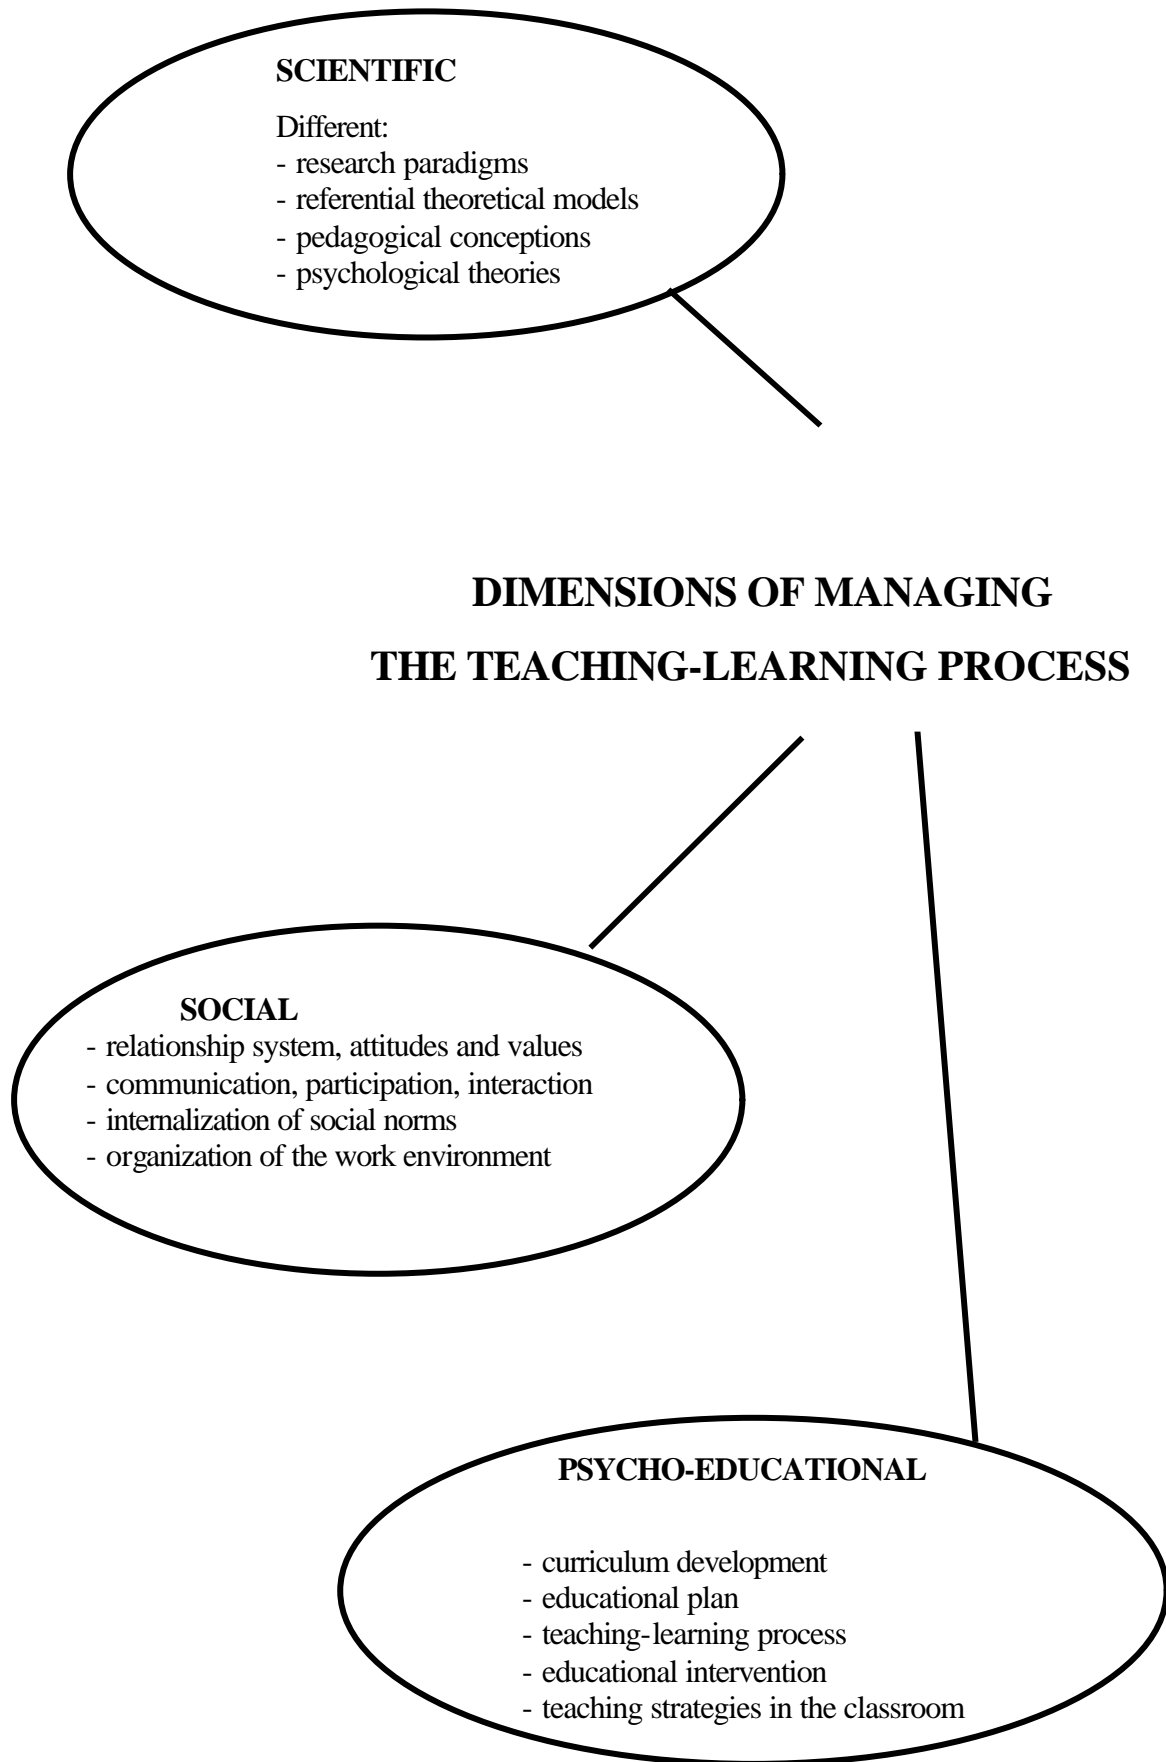 SCIENTIFIC
Different:
- research paradigms
- referential theoretical models
- pedagogical conceptions
- psychological theories
DIMENSIONS OF MANAGING
THE TEACHING-LEARNING PROCESS
SOCIAL
- relationship system, attitudes and values
- communication, participation, interaction
- internalization of social norms
- organization of the work environment
PSYCHO-EDUCATIONAL
- curriculum development
- educational plan
- teaching-learning process
- educational intervention
- teaching strategies in the classroom